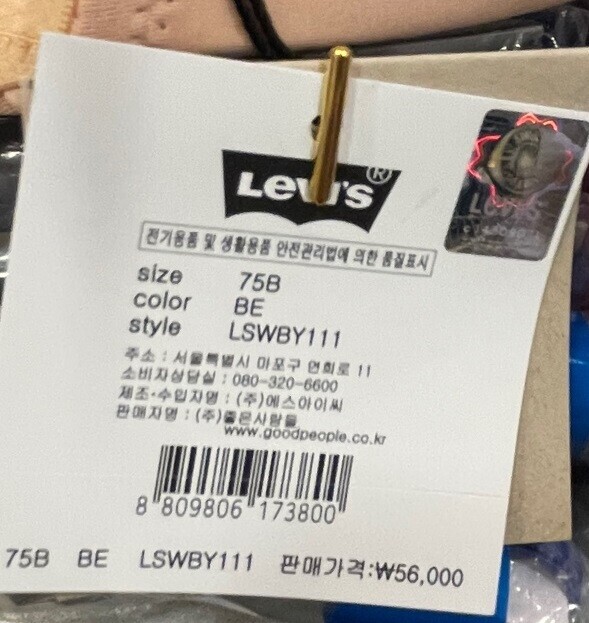 Levi's®
전기용품 및 생활용품 안전관리법에 의한 품질표시
size 75B
color BE
style LSWBY111
주소 : 서울특별시 마포구 연희로 11
소비자상담실 : 080-320-6600
제조·수입자명 : (주)에스아이씨
판매자명 : (주)좋은사람들
www.goodpeople.co.kr
8 809806 173800
75B BE LSWBY111 판매가격:₩56,000